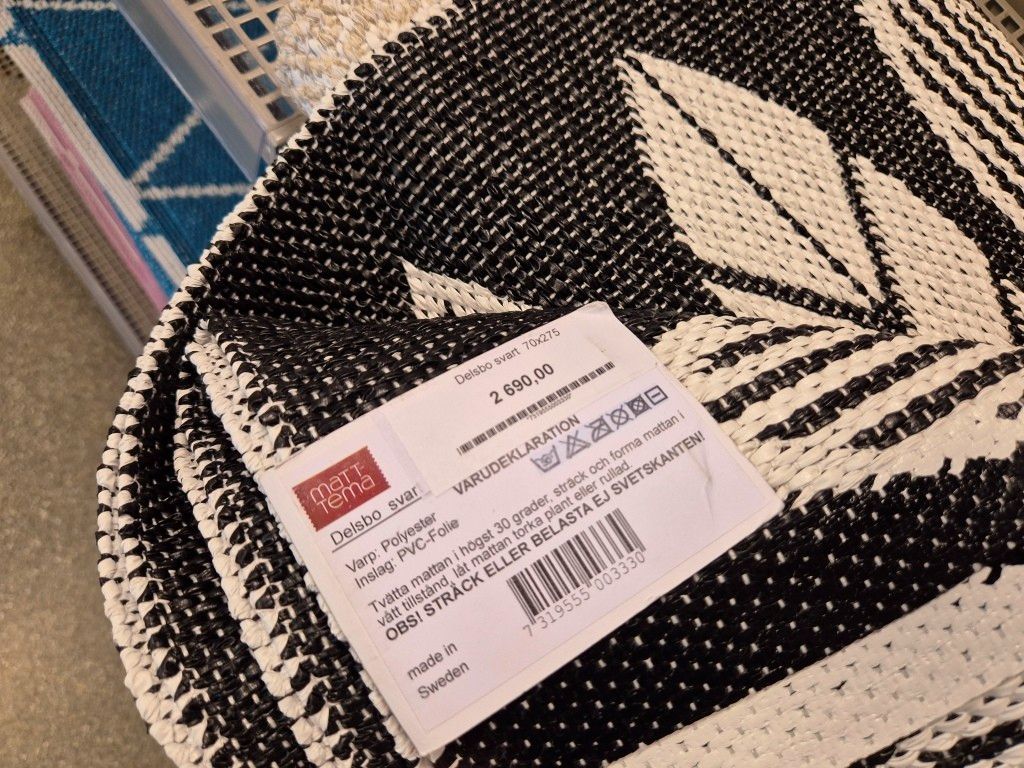 Delsbo svart 70x275
2 690,00
7319555003330
MATT-
TEMA
Delsbo svar
VARUDEKLARATION
Varp: Polyester
Inslag: PVC-Folie
Tvätta mattan i högst 30 grader, sträck och forma mattan i
vått tillstånd, låt mattan torka plant eller rullad
OBS! STRÄCK ELLER BELASTA EJ SVETSKANTEN!
7 319555 003330
made in
Sweden